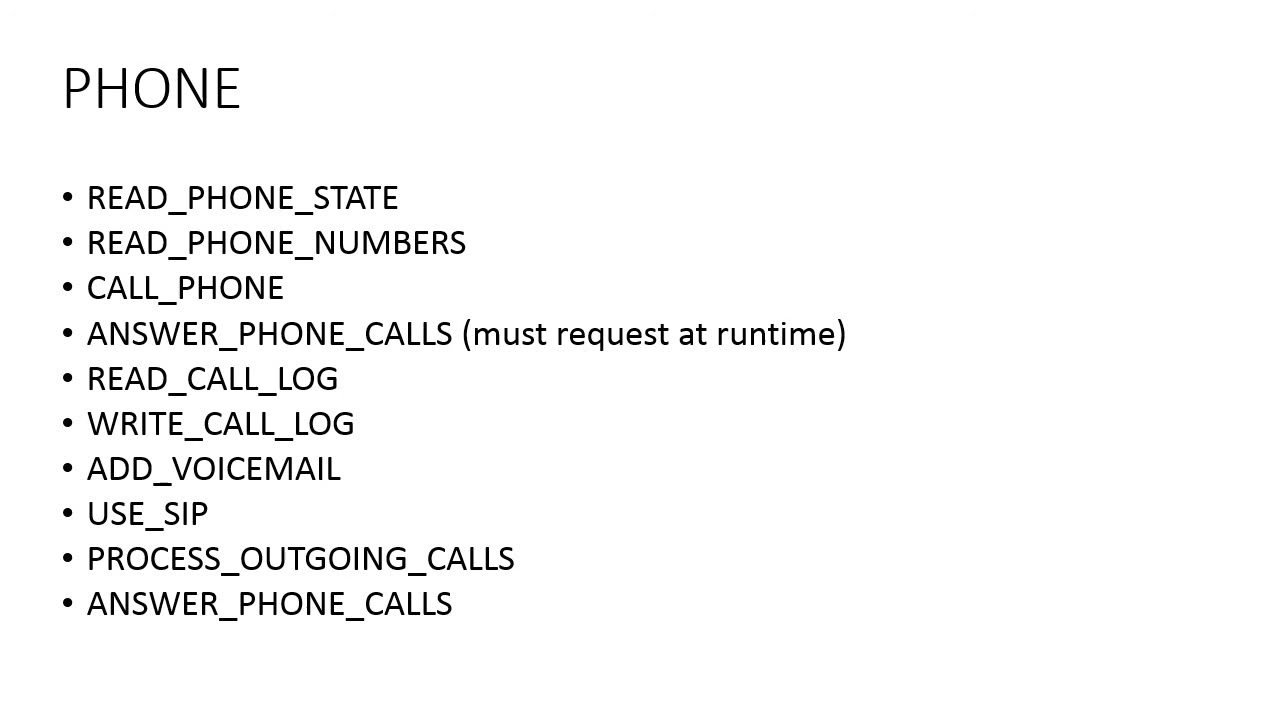 PHONE
• READ_PHONE_STATE
• READ_PHONE_NUMBERS
• CALL_PHONE
• ANSWER_PHONE_CALLS (must request at runtime)
• READ_CALL_LOG
• WRITE_CALL_LOG
• ADD_VOICEMAIL
• USE_SIP
• PROCESS_OUTGOING_CALLS
• ANSWER_PHONE_CALLS